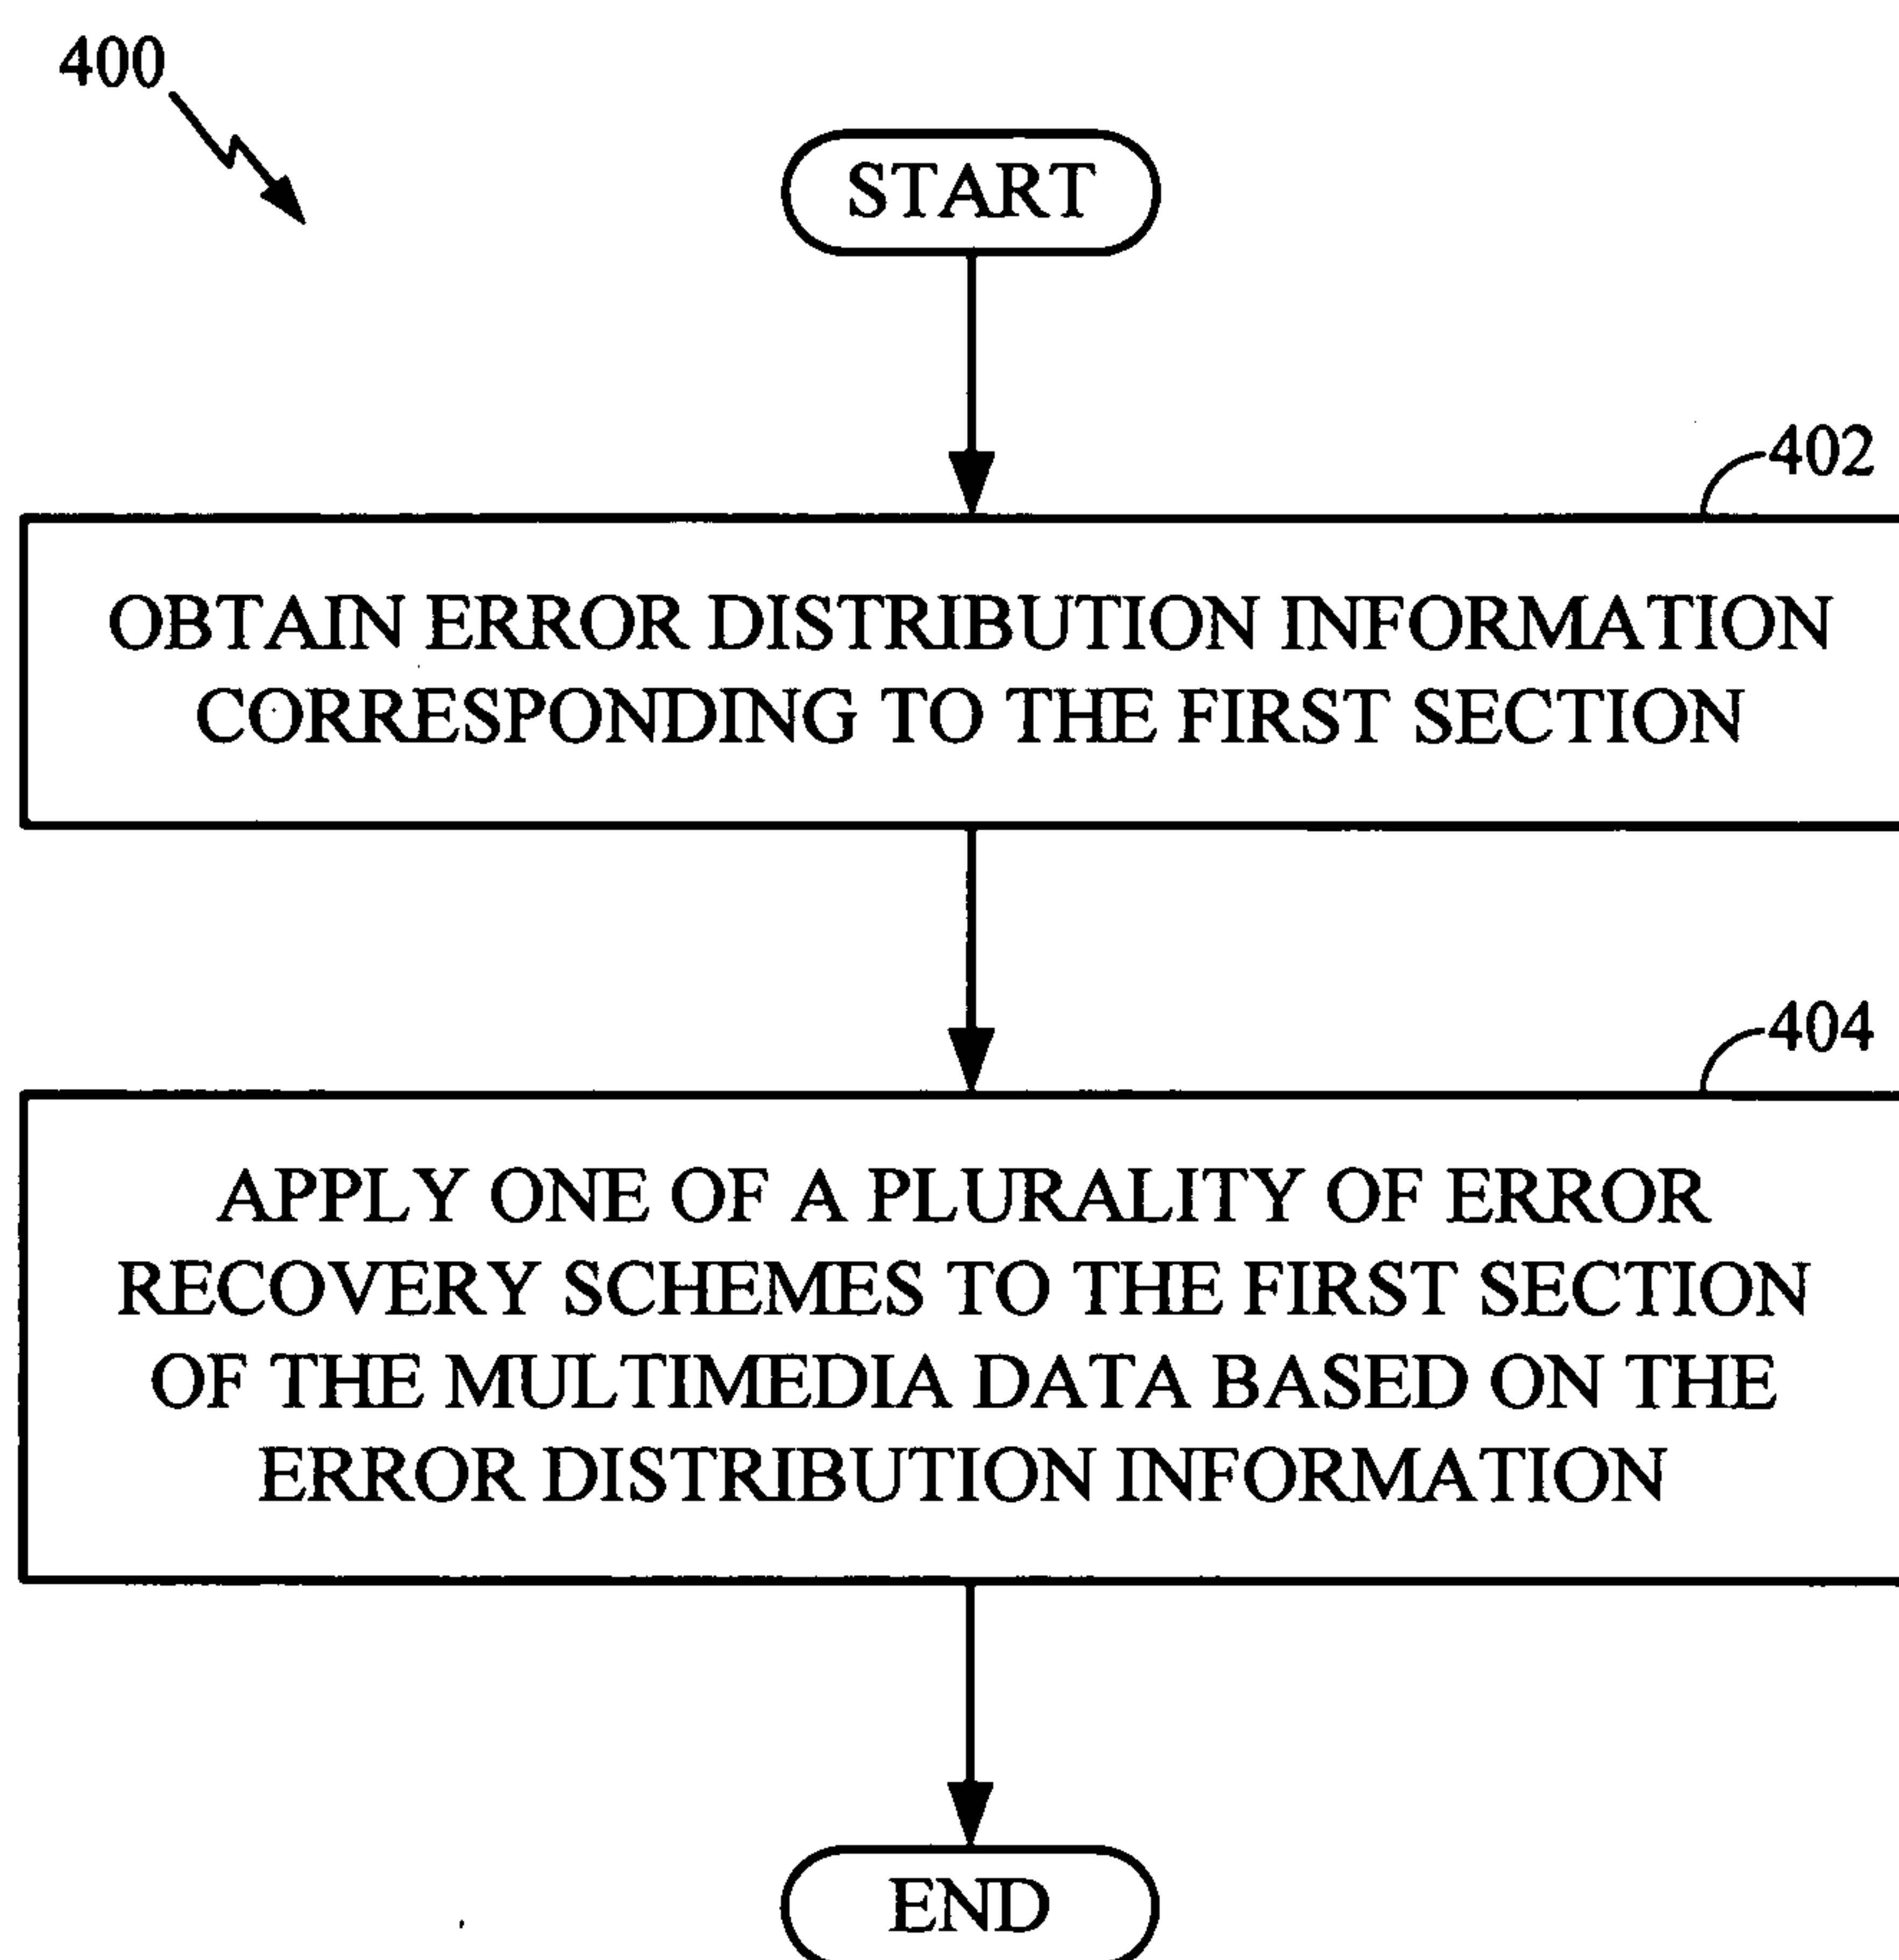 400
START
402
OBTAIN ERROR DISTRIBUTION INFORMATION
CORRESPONDING TO THE FIRST SECTION
404
APPLY ONE OF A PLURALITY OF ERROR
RECOVERY SCHEMES TO THE FIRST SECTION
OF THE MULTIMEDIA DATA BASED ON THE
ERROR DISTRIBUTION INFORMATION
END